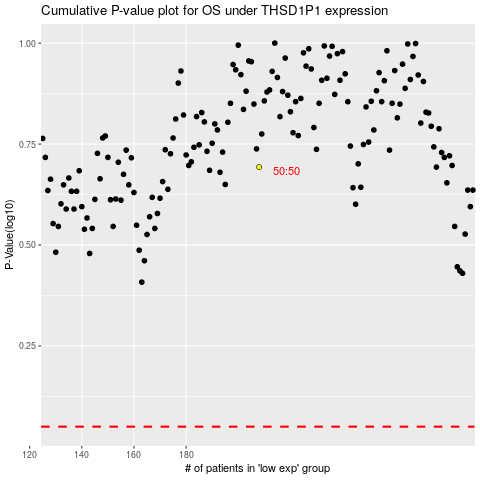 Cumulative P-value plot for OS under THSD1P1 expression
P-Value(log10)
1.00
0.75
0.50
0.25
50:50
120 140 160 180
# of patients in 'low exp' group